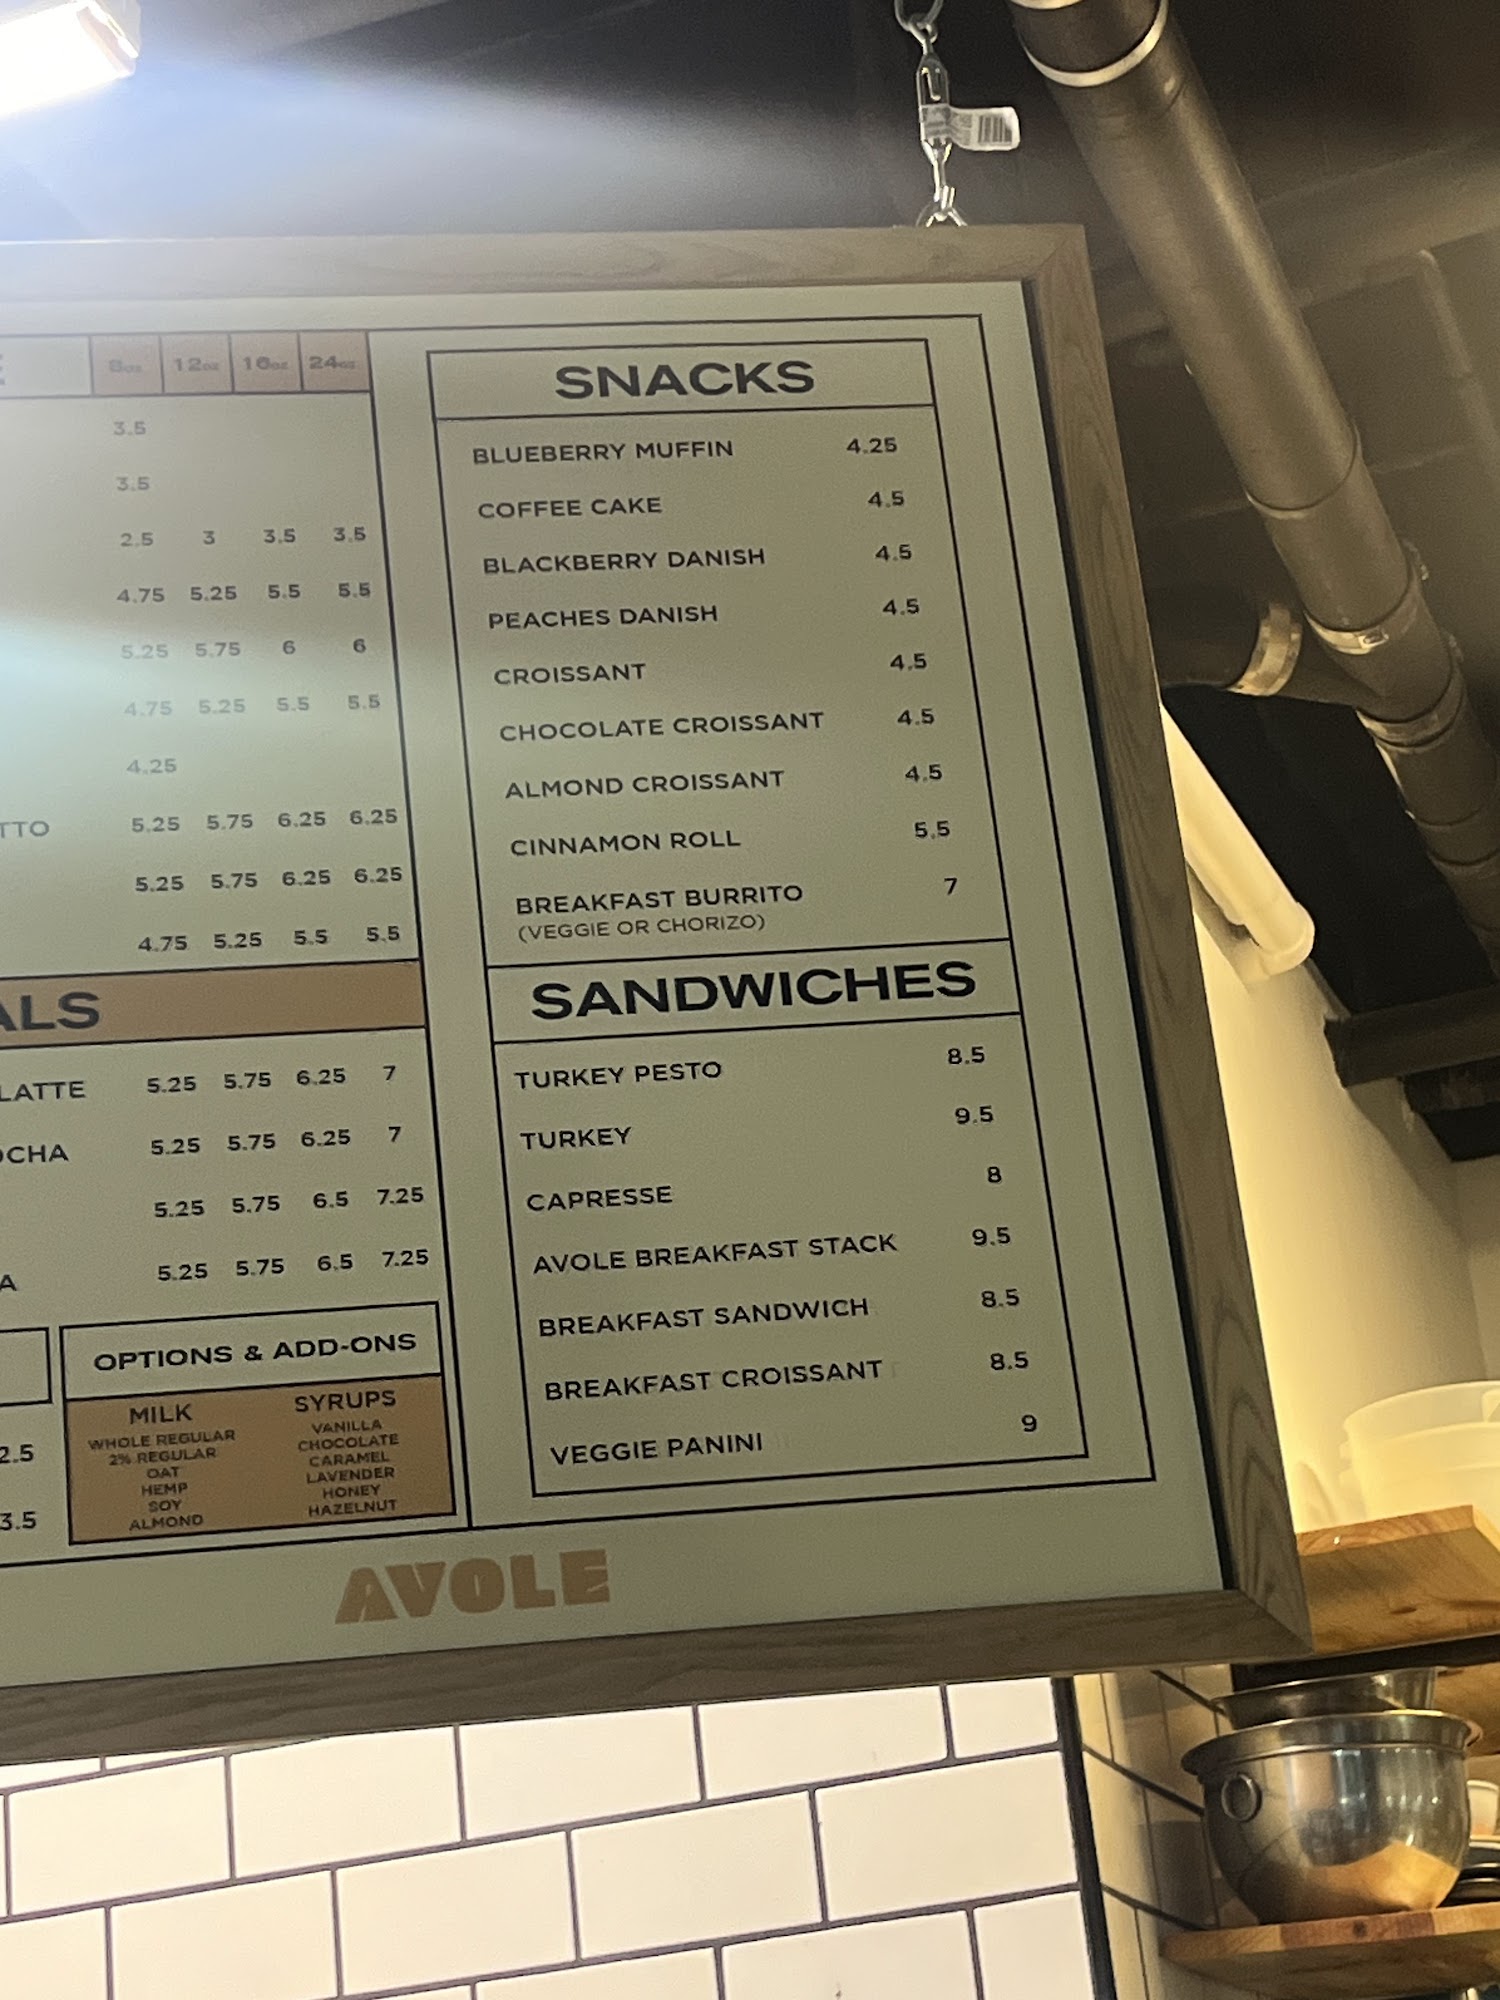 8oz 12oz 16oz 24oz
3.5
3.5
2.5 3 3.5 3.5
4.75 5.25 5.5 5.5
5.25 5.75 6 6
4.75 5.25 5.5 5.5
4.25
TTO 5.25 5.75 6.25 6.25
5.25 5.75 6.25 6.25
4.75 5.25 5.5 5.5
ALS
LATTE 5.25 5.75 6.25 7
OCHA 5.25 5.75 6.25 7
5.25 5.75 6.5 7.25
A 5.25 5.75 6.5 7.25
2.5
3.5
OPTIONS & ADD-ONS
MILK
WHOLE REGULAR
2% REGULAR
OAT
HEMP
SOY
ALMOND
SYRUPS
VANILLA
CHOCOLATE
CARAMEL
LAVENDER
HONEY
HAZELNUT
SNACKS
BLUEBERRY MUFFIN 4.25
COFFEE CAKE 4.5
BLACKBERRY DANISH 4.5
PEACHES DANISH 4.5
CROISSANT 4.5
CHOCOLATE CROISSANT 4.5
ALMOND CROISSANT 4.5
CINNAMON ROLL 5.5
BREAKFAST BURRITO 7
(VEGGIE OR CHORIZO)
SANDWICHES
TURKEY PESTO 8.5
TURKEY 9.5
CAPRESSE 8
AVOLE BREAKFAST STACK 9.5
BREAKFAST SANDWICH 8.5
BREAKFAST CROISSANT 8.5
VEGGIE PANINI 9
AVOLE